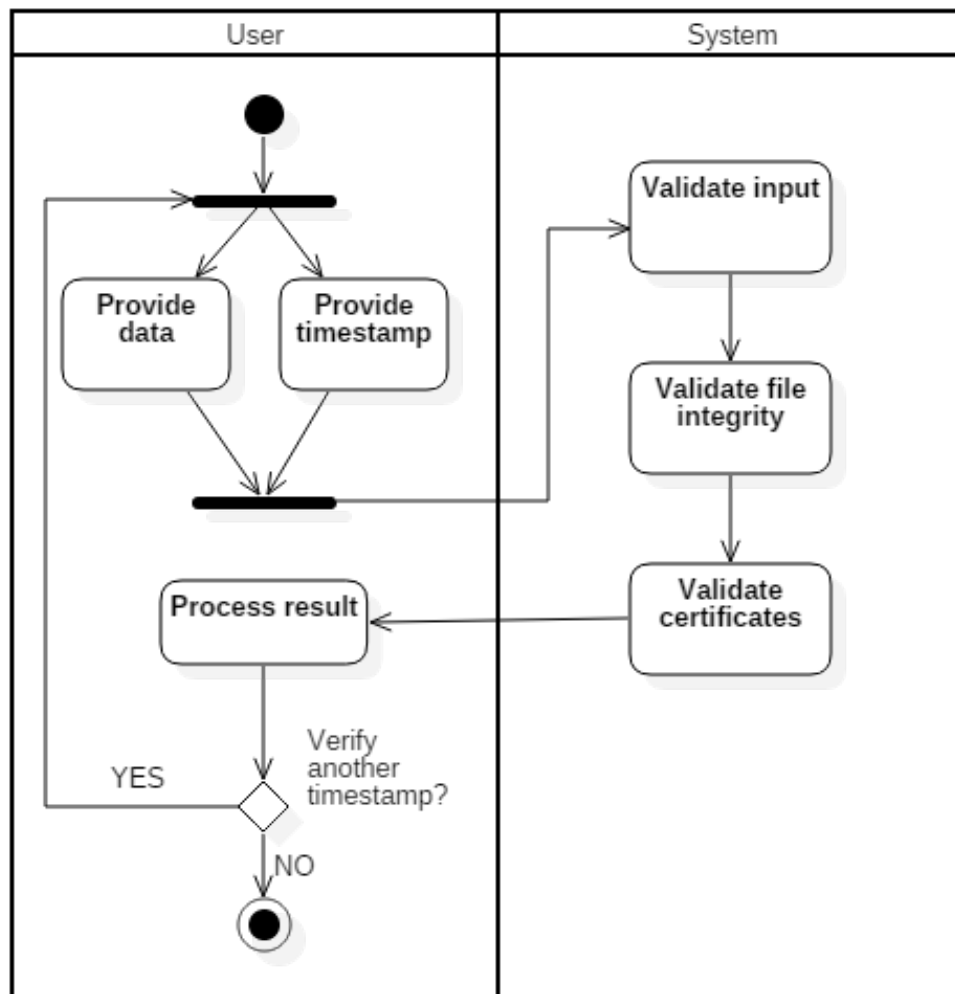 User
System
Validate input
Provide
data
Provide
timestamp
Validate file
integrity
Validate
certificates
Process result
Verify
another
timestamp?
YES
NO